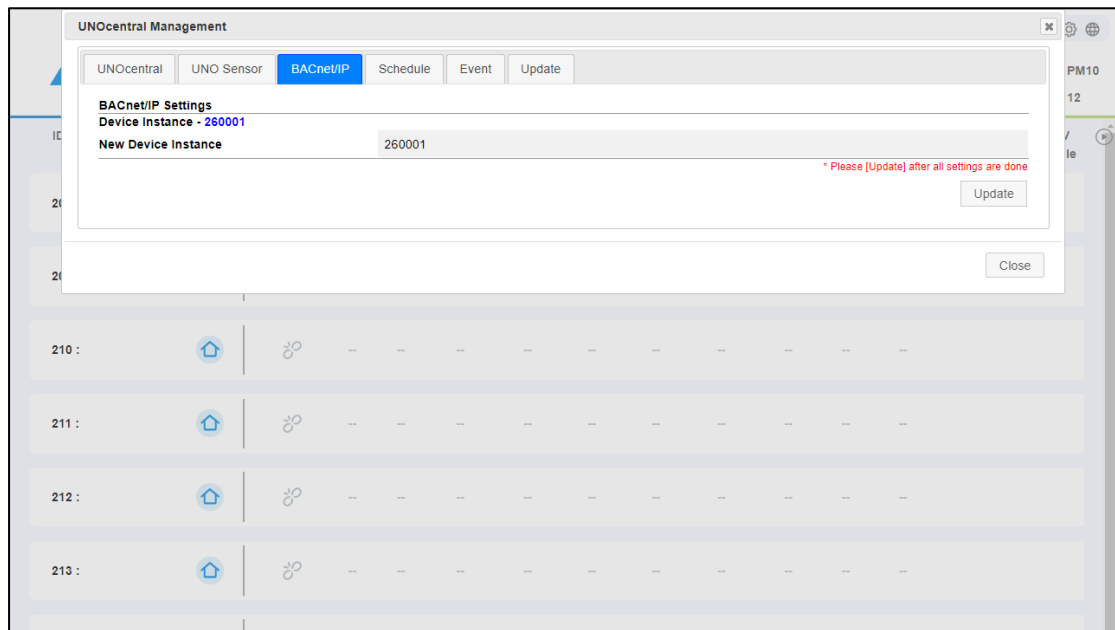 UNOcentral Management
UNOcentral UNO Sensor BACnet/IP Schedule Event Update
PM10
BACnet/IP Settings
12
Device Instance - 260001
New Device Instance 260001
* Please [Update] after all settings are done
Update
Close
210 : -- -- -- -- -- -- -- -- -- --
211 : -- -- -- -- -- -- -- -- -- --
212 : -- -- -- -- -- -- -- -- -- --
213 : -- -- -- -- -- -- -- -- -- --